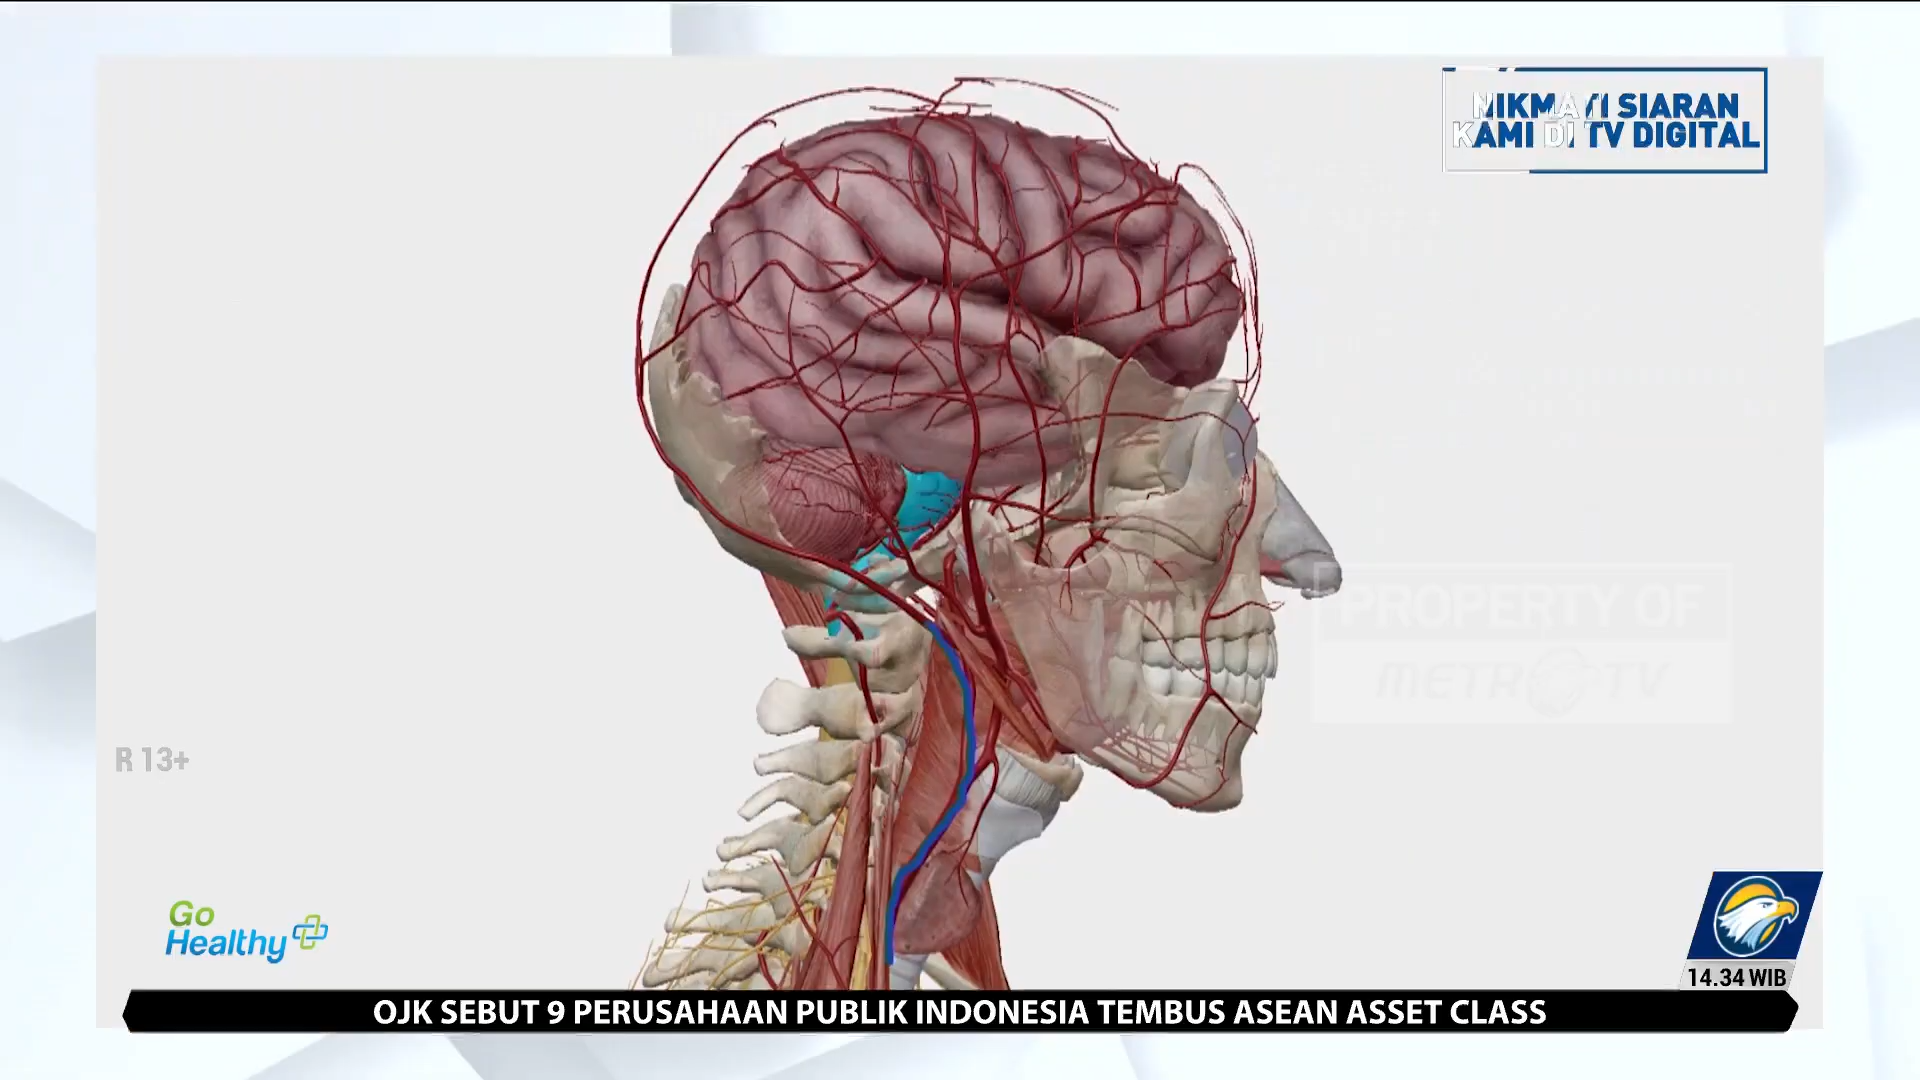 NIKMATI SIARAN
KAMI DI TV DIGITAL
PROPERTY OF
METRO TV
R 13+
Go
Healthy
14.34 WIB
OJK SEBUT 9 PERUSAHAAN PUBLIK INDONESIA TEMBUS ASEAN ASSET CLASS